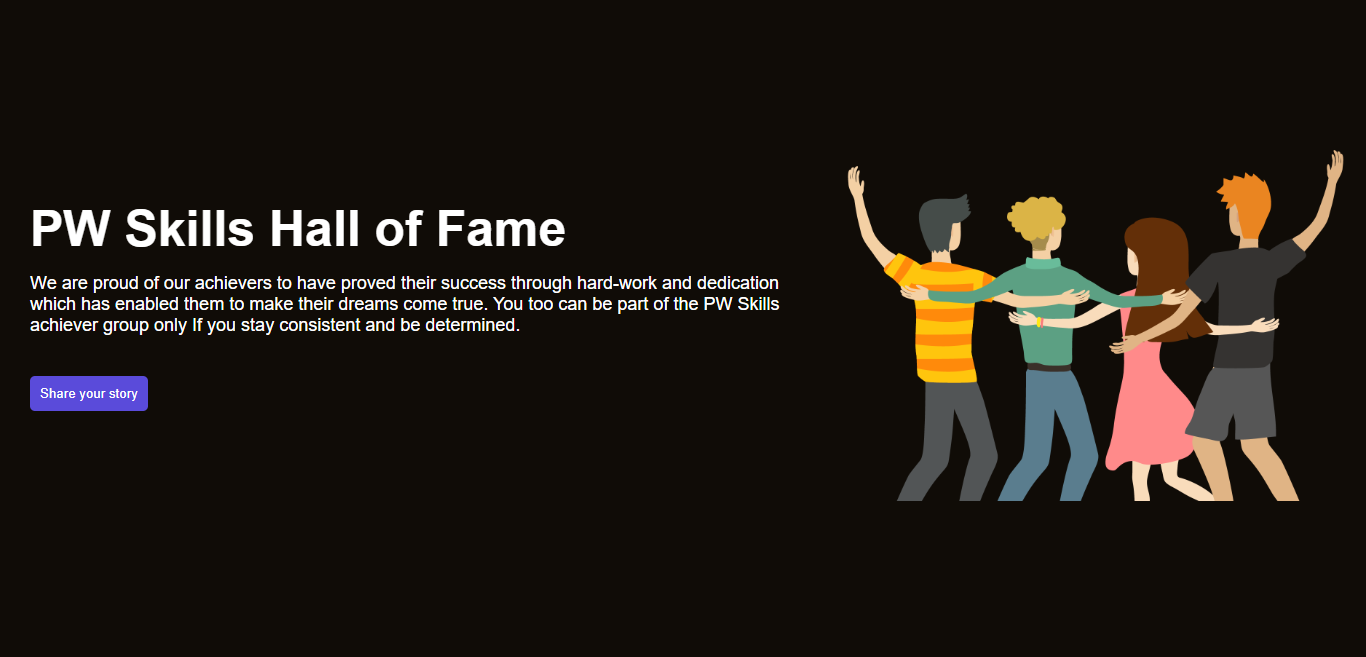 PW Skills Hall of Fame
We are proud of our achievers to have proved their success through hard-work and dedication
which has enabled them to make their dreams come true. You too can be part of the PW Skills
achiever group only If you stay consistent and be determined.
Share your story